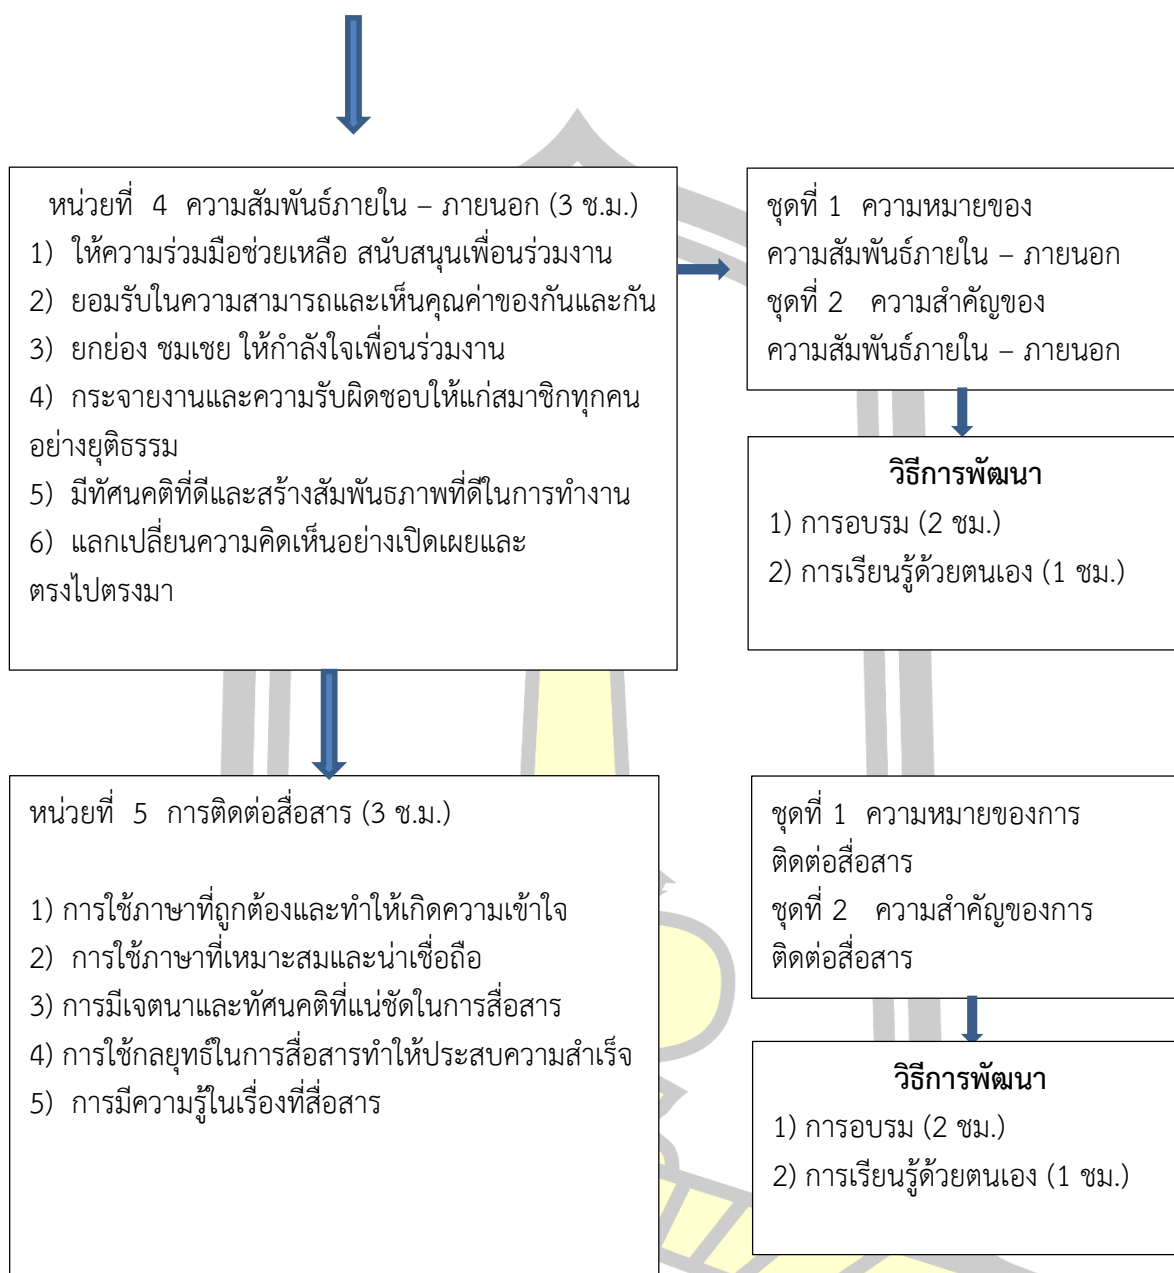 หน่วยที่ 4 ความสัมพันธ์ภายใน – ภายนอก (3 ช.ม.)
1) ให้ความร่วมมือช่วยเหลือ สนับสนุนเพื่อนร่วมงาน
2) ยอมรับในความสามารถและเห็นคุณค่าของกันและกัน
3) ยกย่อง ชมเชย ให้กำลังใจเพื่อนร่วมงาน
4) กระจายงานและความรับผิดชอบให้แก่สมาชิกทุกคน
อย่างยุติธรรม
5) มีทัศนคติที่ดีและสร้างสัมพันธภาพที่ดีในการทำงาน
6) แลกเปลี่ยนความคิดเห็นอย่างเปิดเผยและ
ตรงไปตรงมา
ชุดที่ 1 ความหมายของ
ความสัมพันธ์ภายใน – ภายนอก
ชุดที่ 2 ความสำคัญของ
ความสัมพันธ์ภายใน – ภายนอก
วิธีการพัฒนา
1) การอบรม (2 ชม.)
2) การเรียนรู้ด้วยตนเอง (1 ชม.)
หน่วยที่ 5 การติดต่อสื่อสาร (3 ช.ม.)
1) การใช้ภาษาที่ถูกต้องและทำให้เกิดความเข้าใจ
2) การใช้ภาษาที่เหมาะสมและน่าเชื่อถือ
3) การมีเจตนาและทัศนคติที่แน่ชัดในการสื่อสาร
4) การใช้กลยุทธ์ในการสื่อสารทำให้ประสบความสำเร็จ
5) การมีความรู้ในเรื่องที่สื่อสาร
ชุดที่ 1 ความหมายของการ
ติดต่อสื่อสาร
ชุดที่ 2 ความสำคัญของการ
ติดต่อสื่อสาร
วิธีการพัฒนา
1) การอบรม (2 ชม.)
2) การเรียนรู้ด้วยตนเอง (1 ชม.)